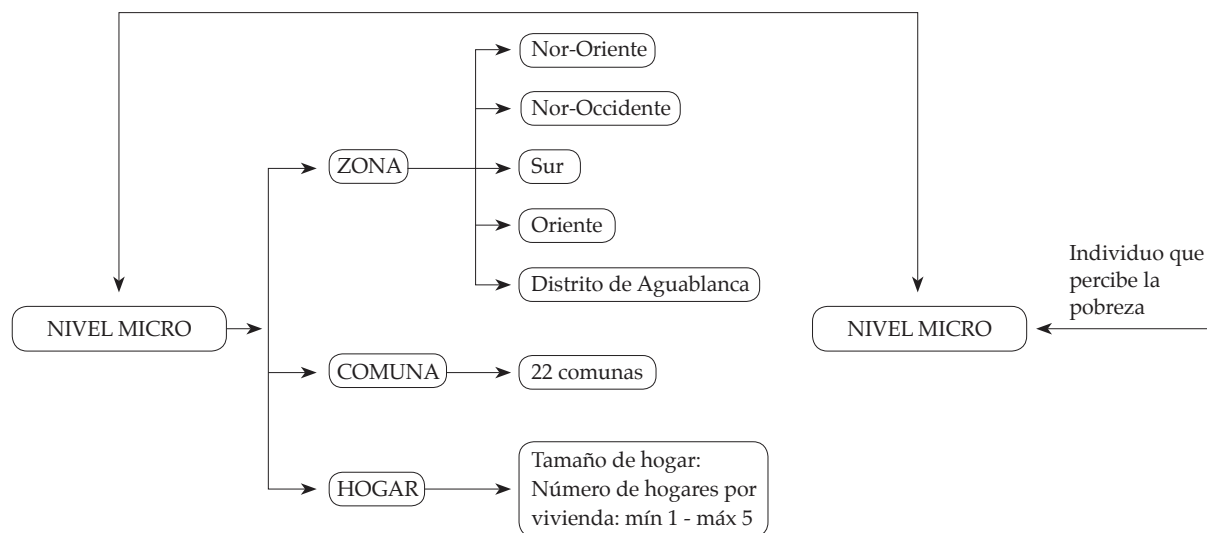 Nor-Oriente
Nor-Occidente
ZONA
Sur
Oriente
Distrito de Aguablanca
NIVEL MICRO
COMUNA
22 comunas
HOGAR
Tamaño de hogar:
Número de hogares por
vivienda: mín 1 - máx 5
NIVEL MICRO
Individuo que
percibe la
pobreza